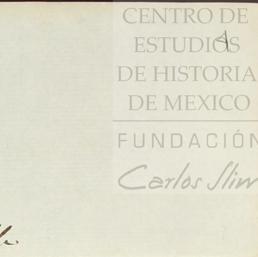 CENTRO DE
ESTUDIOS
DE HISTORIA
DE MEXICO
FUNDACIÓN
Carlos Slim